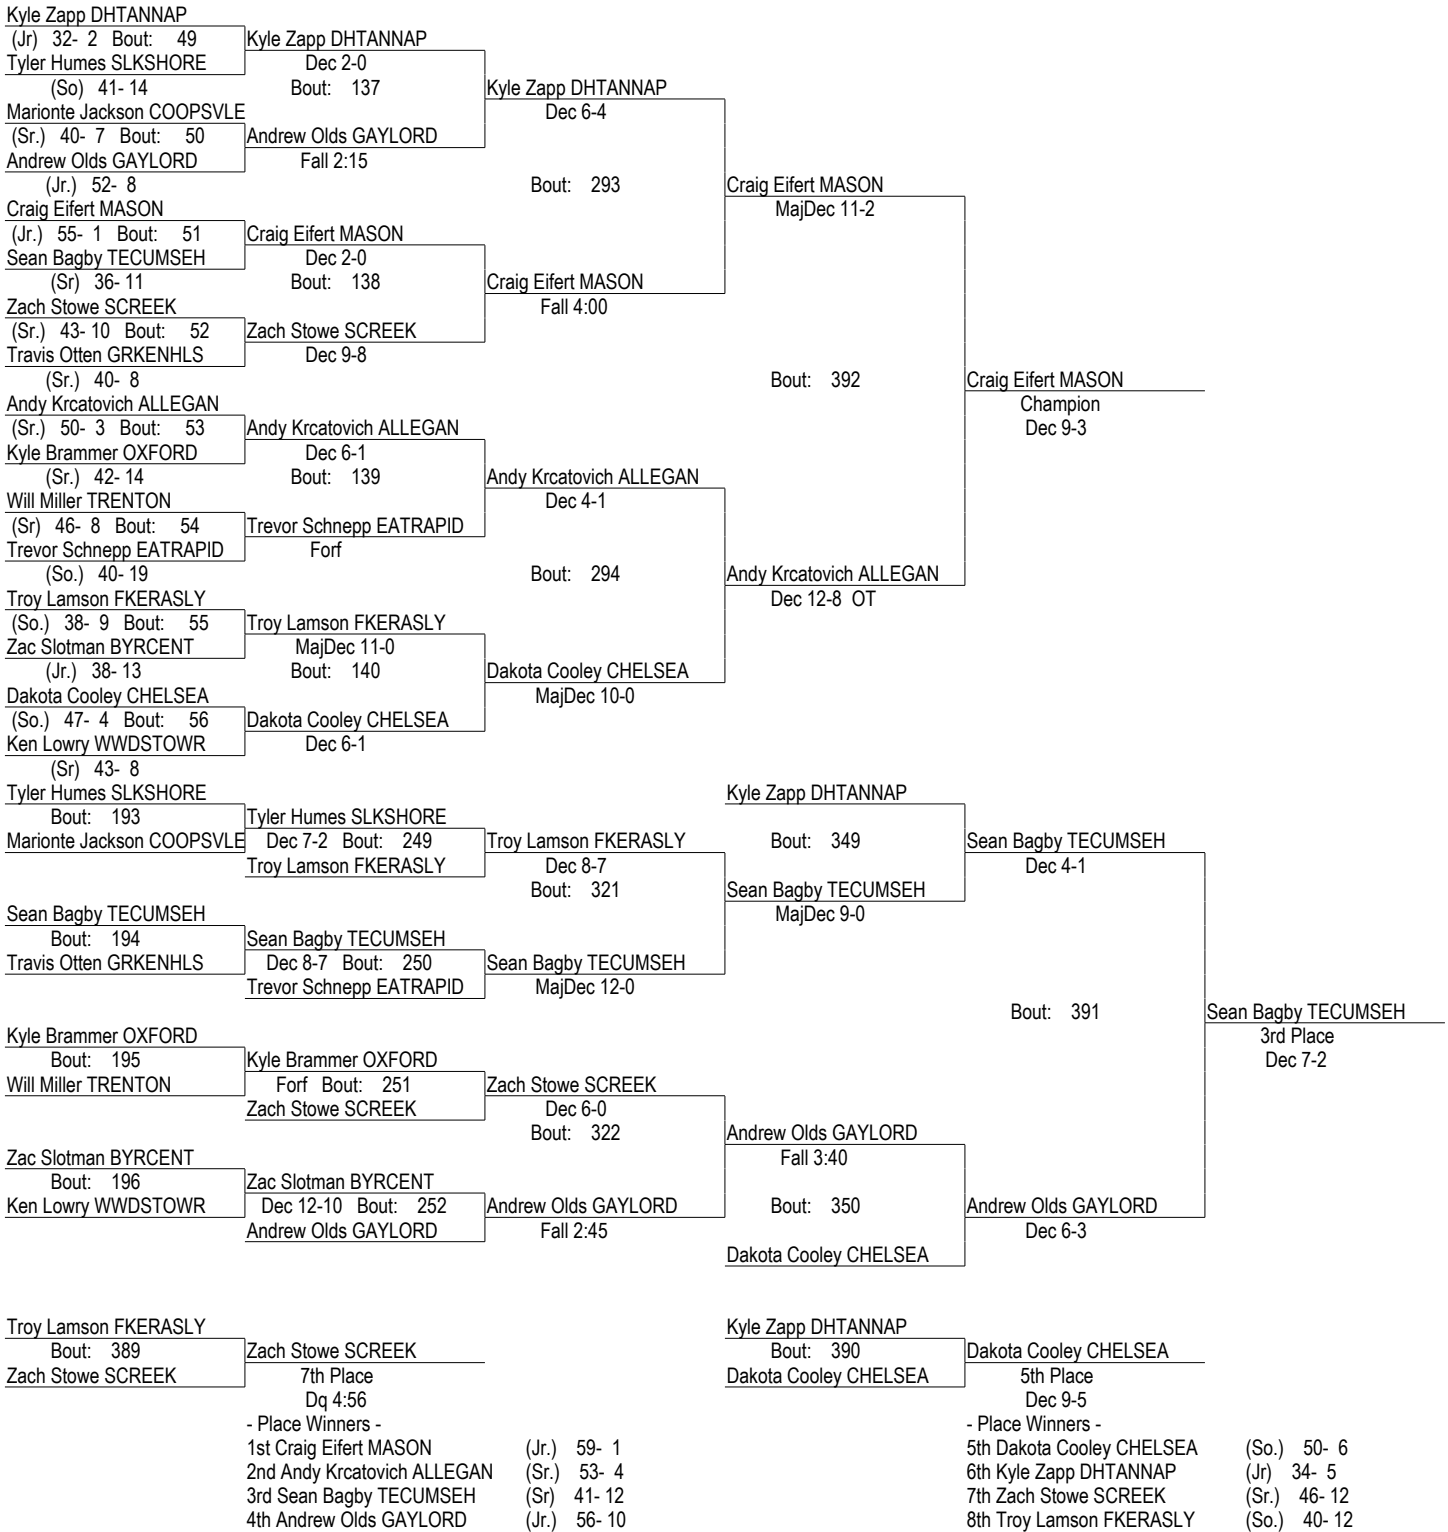 Kyle Zapp DHTANNAP
(Jr) 32- 2 Bout: 49 Kyle Zapp DHTANNAP
Tyler Humes SLKSHORE Dec 2-0
(So) 41- 14 Bout: 137 Kyle Zapp DHTANNAP
Marionte Jackson COOPSVLE Dec 6-4
(Sr.) 40- 7 Bout: 50 Andrew Olds GAYLORD
Andrew Olds GAYLORD Fall 2:15
(Jr.) 52- 8 Bout: 293 Craig Eifert MASON
Craig Eifert MASON MajDec 11-2
(Jr.) 55- 1 Bout: 51 Craig Eifert MASON
Sean Bagby TECUMSEH Dec 2-0
(Sr) 36- 11 Bout: 138 Craig Eifert MASON
Zach Stowe SCREEK Fall 4:00
(Sr.) 43- 10 Bout: 52 Zach Stowe SCREEK
Travis Otten GRKENHLS Dec 9-8
(Sr.) 40- 8 Bout: 392 Craig Eifert MASON
Andy Krcatovich ALLEGAN Champion
(Sr.) 50- 3 Bout: 53 Andy Krcatovich ALLEGAN Dec 9-3
Kyle Brammer OXFORD Dec 6-1
(Sr.) 42- 14 Bout: 139 Andy Krcatovich ALLEGAN
Will Miller TRENTON Dec 4-1
(Sr) 46- 8 Bout: 54 Trevor Schnepp EATRAPID
Trevor Schnepp EATRAPID Forf
(So.) 40- 19 Bout: 294 Andy Krcatovich ALLEGAN
Troy Lamson FKERASLY Dec 12-8 OT
(So.) 38- 9 Bout: 55 Troy Lamson FKERASLY
Zac Slotman BYRCENT MajDec 11-0
(Jr.) 38- 13 Bout: 140 Dakota Cooley CHELSEA
Dakota Cooley CHELSEA MajDec 10-0
(So.) 47- 4 Bout: 56 Dakota Cooley CHELSEA
Ken Lowry WWDSTOWR Dec 6-1
(Sr) 43- 8
Tyler Humes SLKSHORE Kyle Zapp DHTANNAP
Bout: 193 Tyler Humes SLKSHORE
Marionte Jackson COOPSVLE Dec 7-2 Bout: 249 Troy Lamson FKERASLY Bout: 349 Sean Bagby TECUMSEH
Troy Lamson FKERASLY Dec 8-7 Dec 4-1
Bout: 321 Sean Bagby TECUMSEH
Sean Bagby TECUMSEH MajDec 9-0
Bout: 194 Sean Bagby TECUMSEH
Travis Otten GRKENHLS Dec 8-7 Bout: 250 Sean Bagby TECUMSEH
Trevor Schnepp EATRAPID MajDec 12-0
Bout: 391 Sean Bagby TECUMSEH
Kyle Brammer OXFORD 3rd Place
Bout: 195 Kyle Brammer OXFORD Dec 7-2
Will Miller TRENTON Forf Bout: 251 Zach Stowe SCREEK
Zach Stowe SCREEK Dec 6-0
Bout: 322 Andrew Olds GAYLORD
Zac Slotman BYRCENT Fall 3:40
Bout: 196 Zac Slotman BYRCENT
Ken Lowry WWDSTOWR Dec 12-10 Bout: 252 Andrew Olds GAYLORD Bout: 350 Andrew Olds GAYLORD
Andrew Olds GAYLORD Fall 2:45 Dec 6-3
Dakota Cooley CHELSEA
Troy Lamson FKERASLY Kyle Zapp DHTANNAP
Bout: 389 Zach Stowe SCREEK Bout: 390 Dakota Cooley CHELSEA
Zach Stowe SCREEK 7th Place Dakota Cooley CHELSEA 5th Place
Dq 4:56 Dec 9-5
- Place Winners - - Place Winners -
1st Craig Eifert MASON (Jr.) 59- 1 5th Dakota Cooley CHELSEA (So.) 50- 6
2nd Andy Krcatovich ALLEGAN (Sr.) 53- 4 6th Kyle Zapp DHTANNAP (Jr) 34- 5
3rd Sean Bagby TECUMSEH (Sr) 41- 12 7th Zach Stowe SCREEK (Sr.) 46- 12
4th Andrew Olds GAYLORD (Jr.) 56- 10 8th Troy Lamson FKERASLY (So.) 40- 12